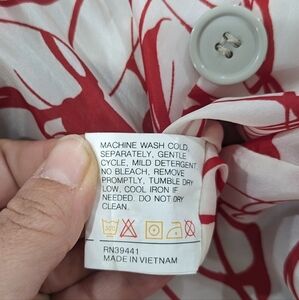 MACHINE WASH COLD,
SEPARATELY, GENTLE
CYCLE, MILD DETERGENT
NO BLEACH, REMOVE
PROMPTLY, TUMBLE DRY
LOW, COOL IRON IF
NEEDED. DO NOT DRY
CLEAN.
RN39441
MADE IN VIETNAM